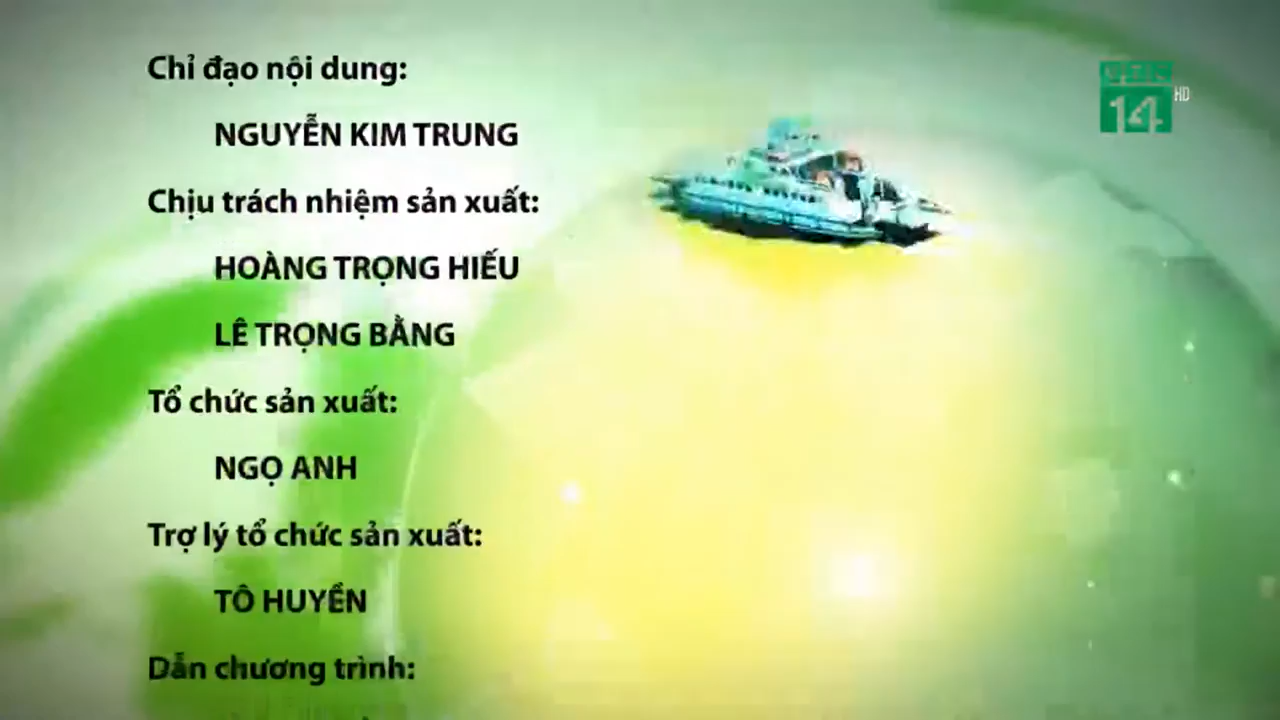 Chỉ đạo nội dung:
NGUYỄN KIM TRUNG
Chịu trách nhiệm sản xuất:
HOÀNG TRỌNG HIẾU
LÊ TRỌNG BẰNG
Tổ chức sản xuất:
NGỌ ANH
Trợ lý tổ chức sản xuất:
TÔ HUYỀN
Dẫn chương trình:
14
HD